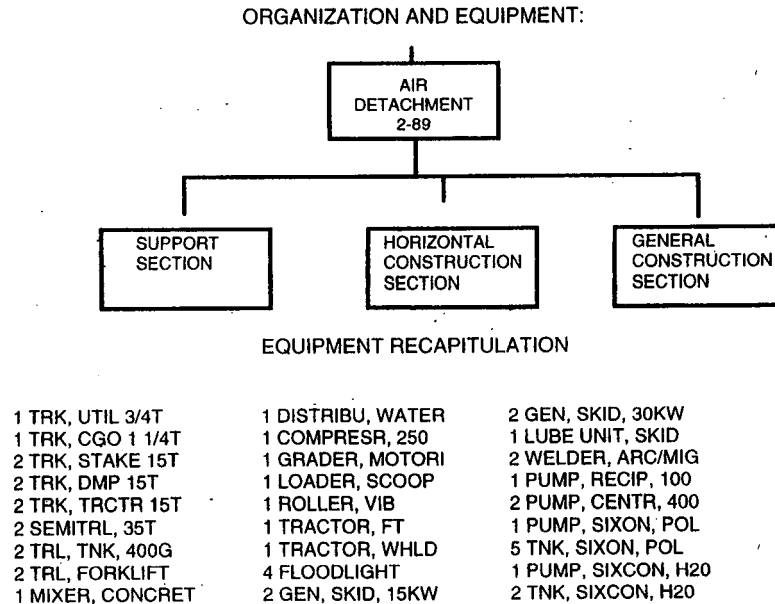 ORGANIZATION AND EQUIPMENT:
AIR
DETACHMENT
2-89
SUPPORT
SECTION
HORIZONTAL
CONSTRUCTION
SECTION
GENERAL
CONSTRUCTION
SECTION
EQUIPMENT RECAPITULATION
1 TRK, UTIL 3/4T
1 TRK, CGO 1 1/4T
2 TRK, STAKE 15T
2 TRK, DMP 15T
2 TRK, TRCTR 15T
2 SEMITRL, 35T
2 TRL, TNK, 400G
2 TRL, FORKLIFT
1 MIXER, CONCRET
1 DISTRIBU, WATER
1 COMPRESR, 250
1 GRADER, MOTORI
1 LOADER, SCOOP
1 ROLLER, VIB
1 TRACTOR, FT
1 TRACTOR, WHLD
4 FLOODLIGHT
2 GEN, SKID, 15KW
2 GEN, SKID, 30KW
1 LUBE UNIT, SKID
2 WELDER, ARC/MIG
1 PUMP, RECIP, 100
2 PUMP, CENTR, 400
1 PUMP, SIXON, POL
5 TNK, SIXON, POL
1 PUMP, SIXCON, H20
2 TNK, SIXCON, H20